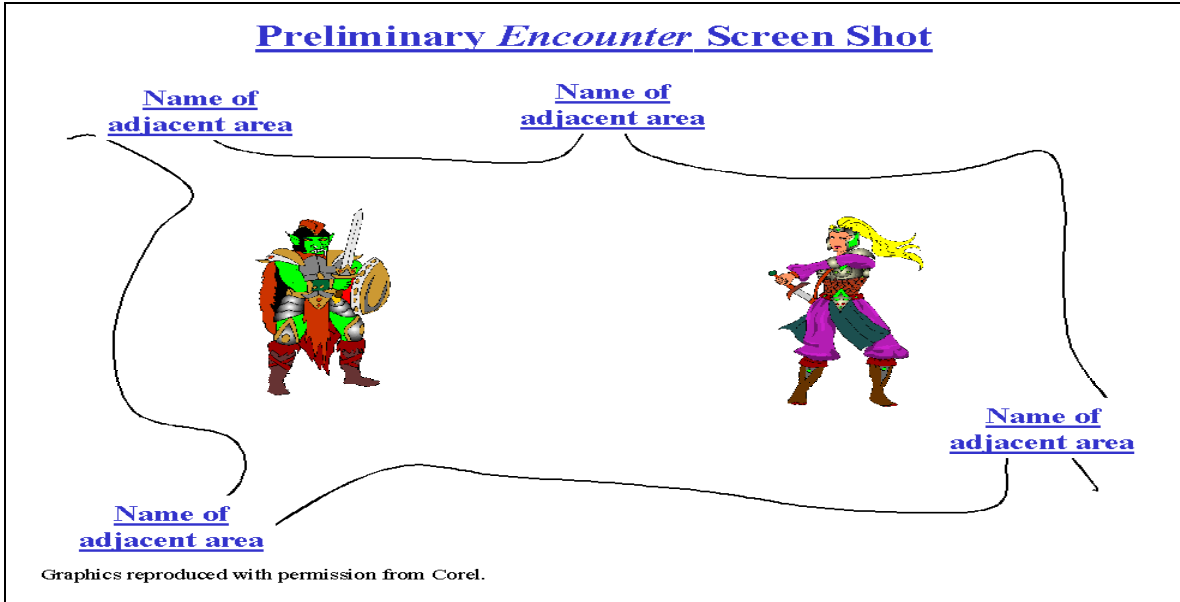 Preliminary Encounter Screen Shot
Name of
adjacent area
Name of
adjacent area
Name of
adjacent area
Name of
adjacent area
Graphics reproduced with permission from Corel.